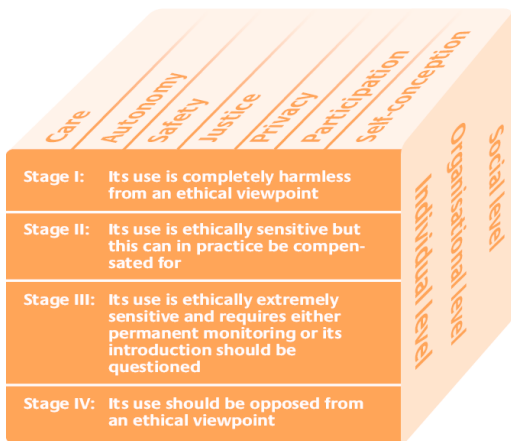 Care
Autonomy
Safety
Justice
Privacy
Participation
Self-conception
Stage I: Its use is completely harmless
from an ethical viewpoint
Stage II: Its use is ethically sensitive but
this can in practice be compen-
sated for
Stage III: Its use is ethically extremely
sensitive and requires either
permanent monitoring or its
introduction should be
questioned
Stage IV: Its use should be opposed from
an ethical viewpoint
Individual level
Organisational level
Social level